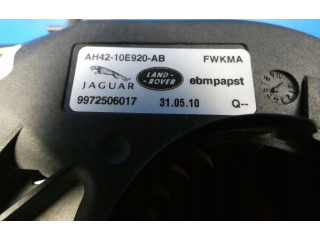 AH42-10E920-AB FWKMA
JAGUAR LAND ROVER ebmpapst
9972506017 31.05.10 Q--